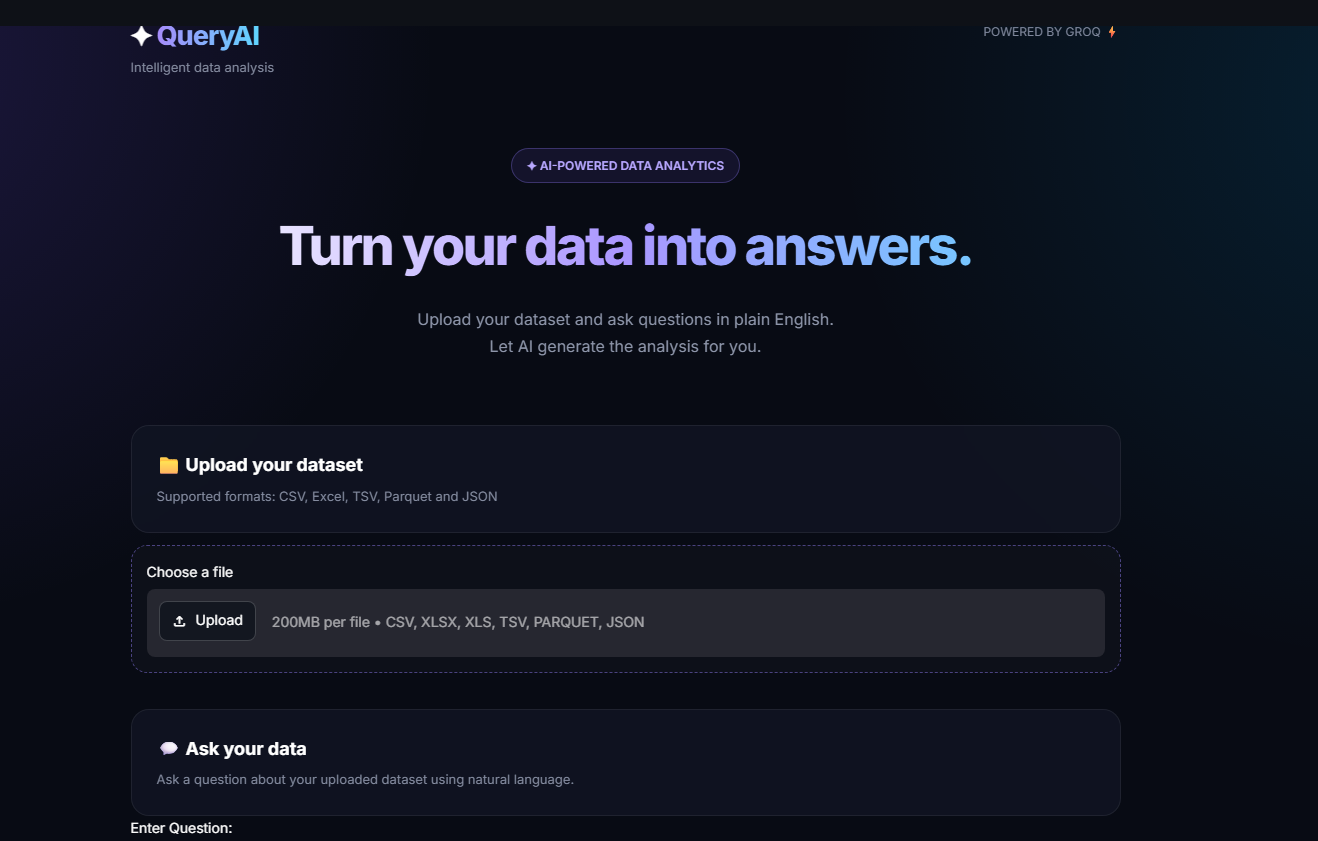 QueryAI
POWERED BY GROQ
Intelligent data analysis
AI-POWERED DATA ANALYTICS
Turn your data into answers.
Upload your dataset and ask questions in plain English.
Let AI generate the analysis for you.
Upload your dataset
Supported formats: CSV, Excel, TSV, Parquet and JSON
Choose a file
Upload
200MB per file • CSV, XLSX, XLS, TSV, PARQUET, JSON
Ask your data
Ask a question about your uploaded dataset using natural language.
Enter Question: